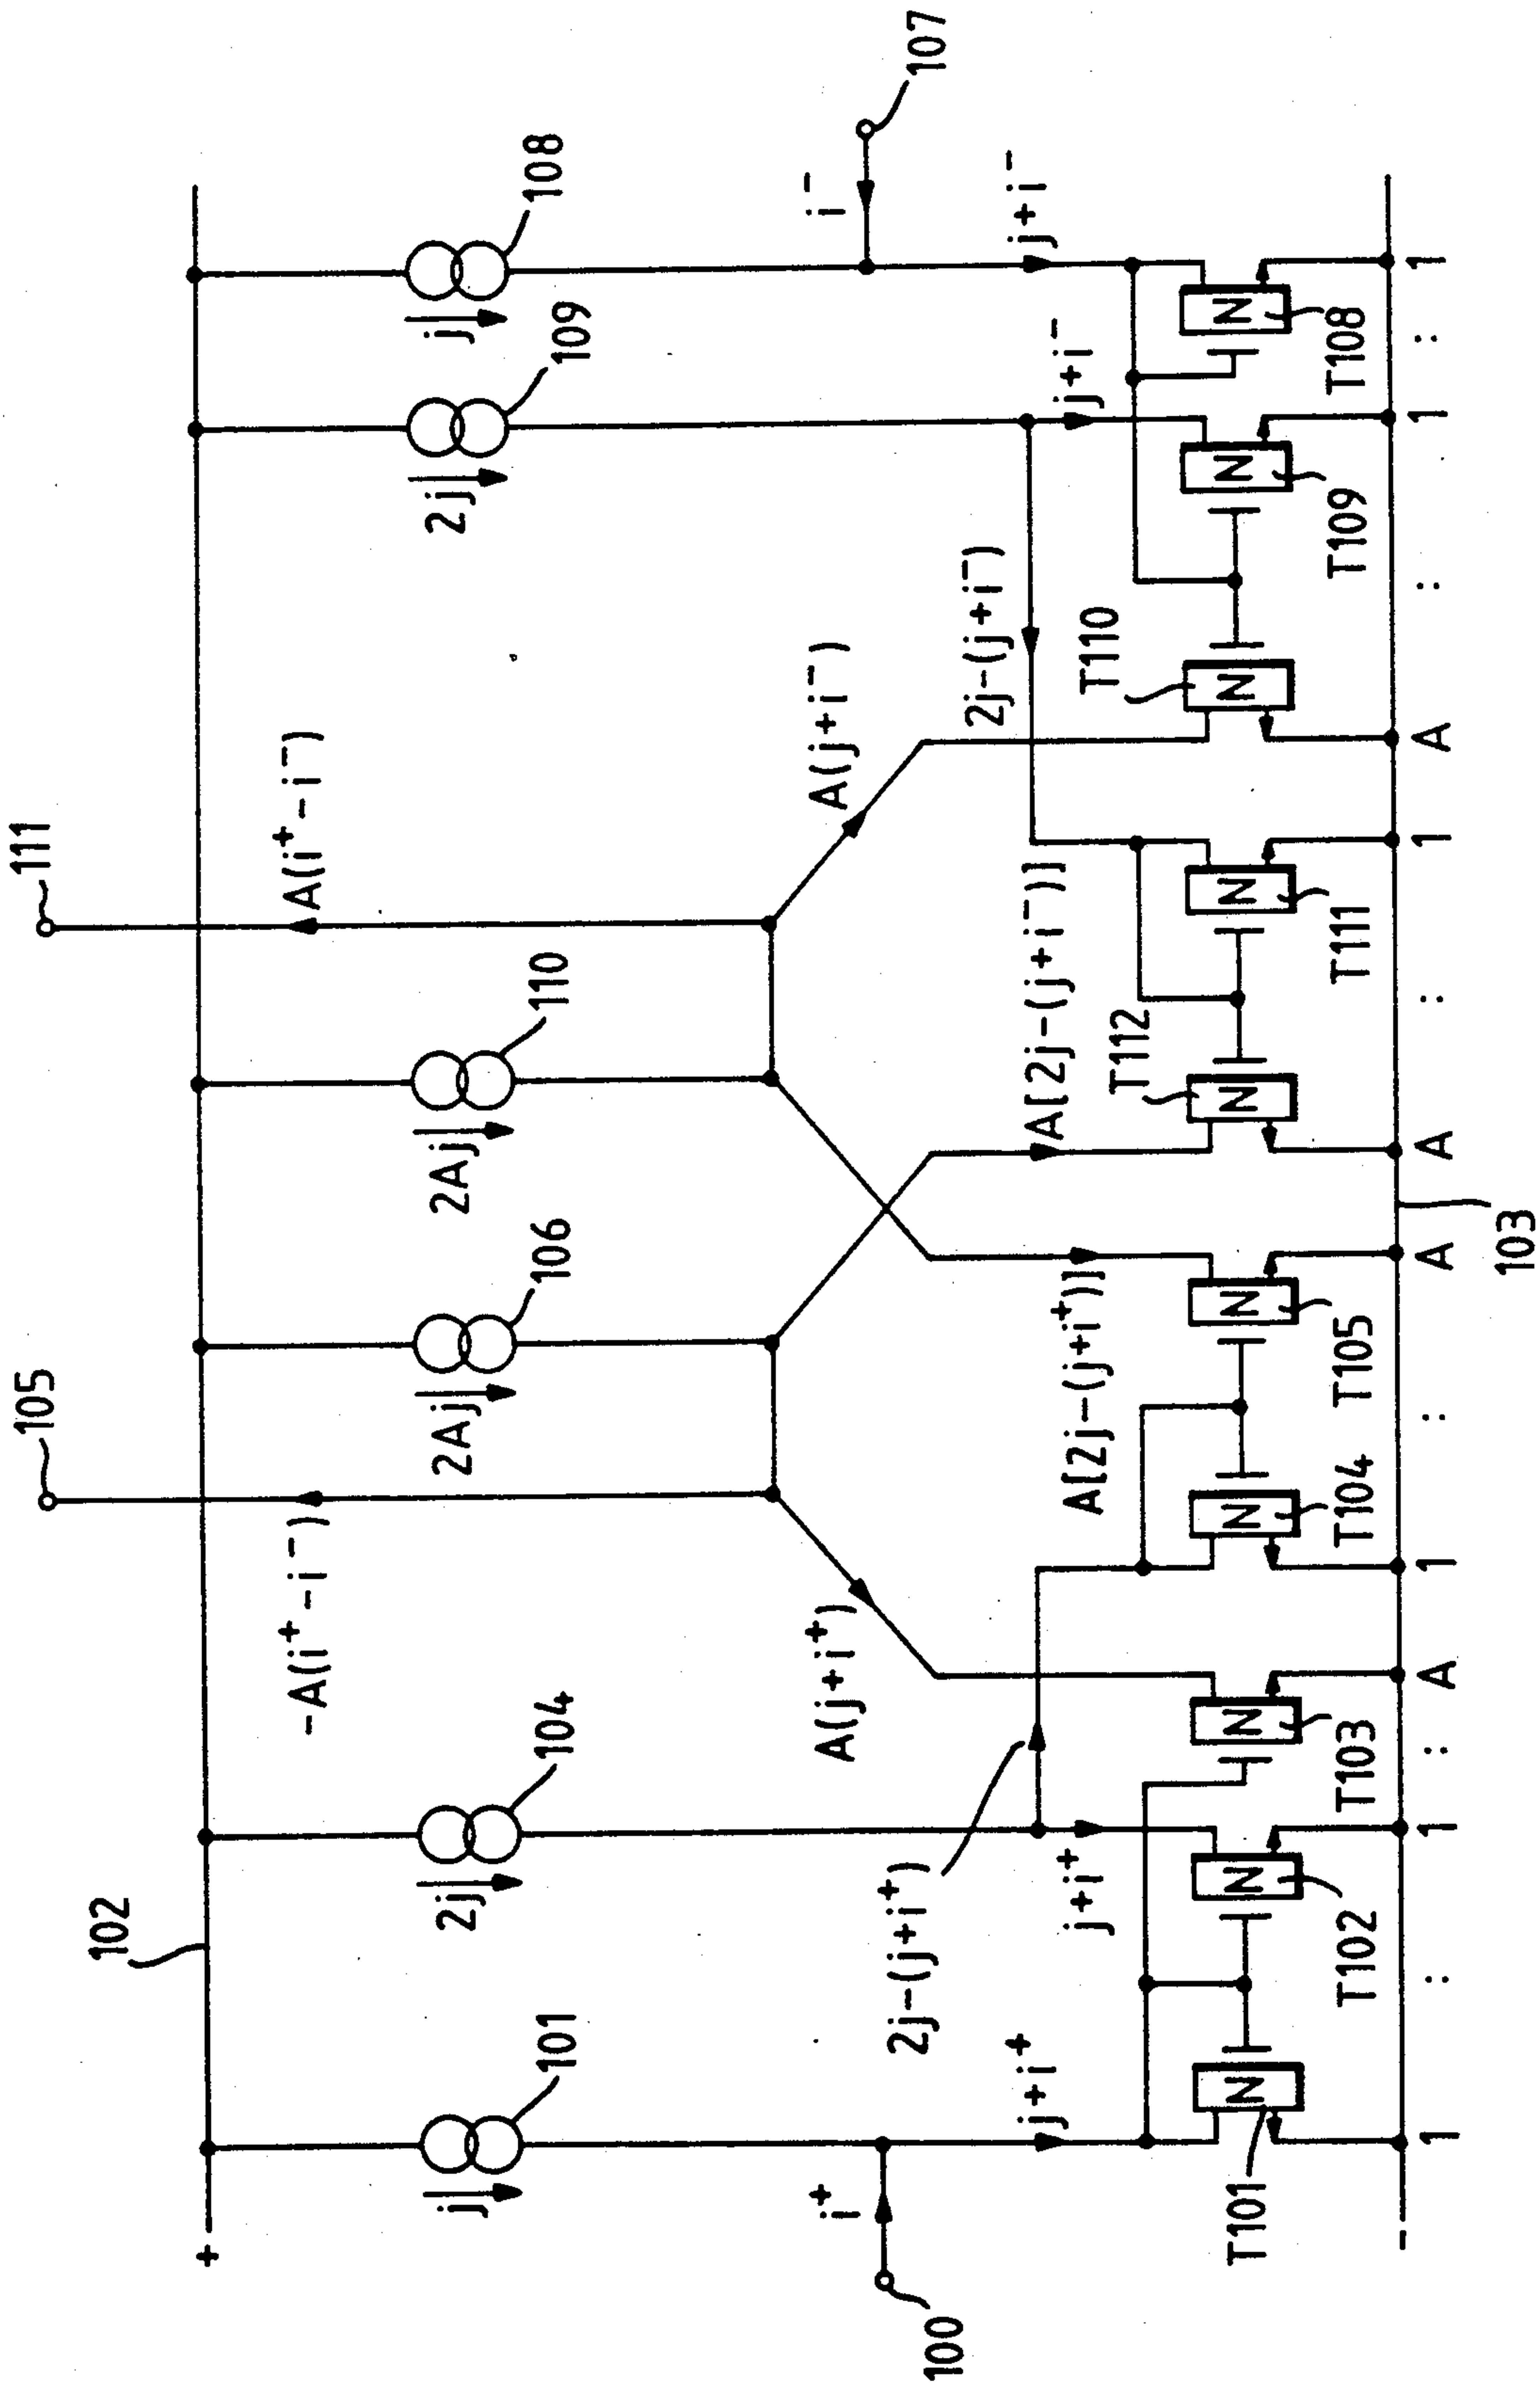 105
111
-A(i⁺-i⁻)
A(i⁺-i⁻)
102
+
j
101
2j
104
2Aj
106
2Aj
110
2j
109
j
108
i⁺
100
i⁻
107
A(j+i⁺)
A(j+i⁻)
2j-(j+i⁺)
2j-(j+i⁻)
j+i⁺
j+i⁺
A[2j-(j+i⁺)]
A[2j-(j+i⁻)]
j+i⁻
j+i⁻
T112
T110
N
N
N
N
N
N
N
N
N
N
T101
T102
T103
T104
T105
T111
T109
T108
-
1 : 1 : A
1 : A
A : 1
A : 1 : 1
103